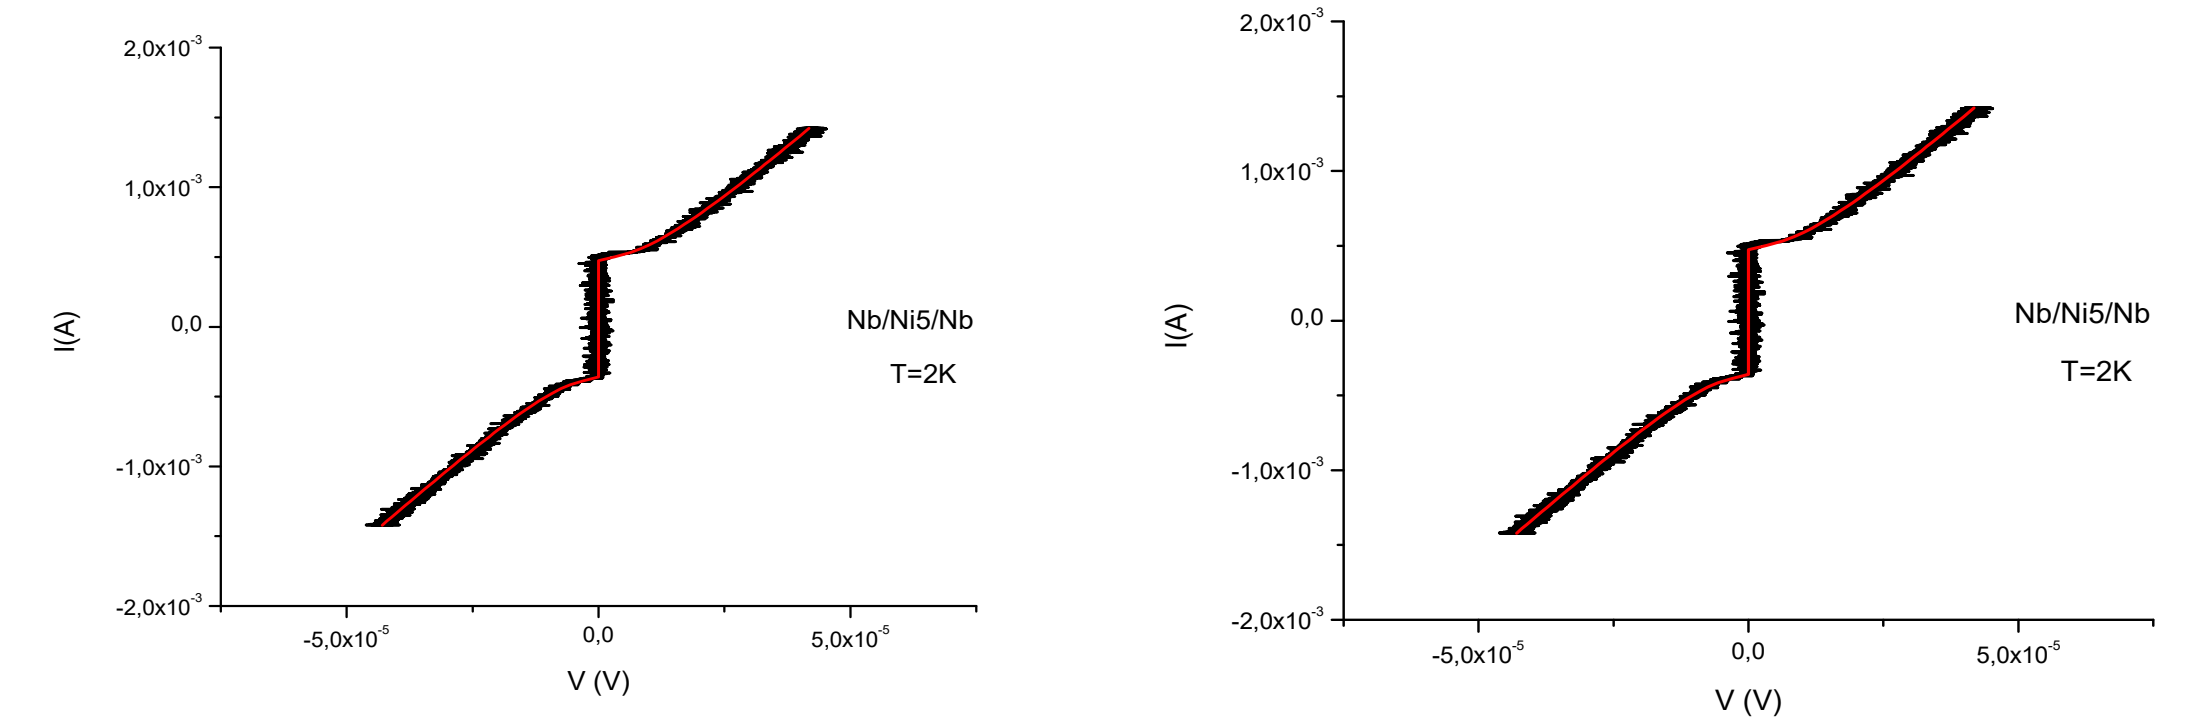 2,0x10⁻³
1,0x10⁻³
0,0
-1,0x10⁻³
-2,0x10⁻³
I(A)
Nb/Ni5/Nb
T=2K
-5,0x10⁻⁵
0,0
5,0x10⁻⁵
V (V)
2,0x10⁻³
1,0x10⁻³
0,0
-1,0x10⁻³
-2,0x10⁻³
I(A)
Nb/Ni5/Nb
T=2K
-5,0x10⁻⁵
0,0
5,0x10⁻⁵
V (V)